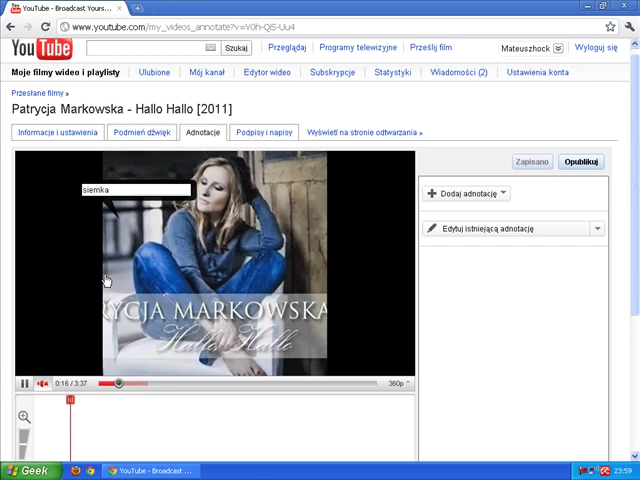 YouTube - Broadcast Yours...
www.youtube.com/my_videos_annotate?v=V0h-QiS-Uu4
YouTube
Szukaj
Przeglądaj
Programy telewizyjne
Prześlij film
Mateuszhock
Wyloguj się
Moje filmy wideo i playlisty
Ulubione
Mój kanał
Edytor wideo
Subskrypcje
Statystyki
Wiadomości (2)
Ustawienia konta
Przesłane filmy »
Patrycja Markowska - Hallo Hallo [2011]
Informacje i ustawienia
Podmień dźwięk
Adnotacje
Podpisy i napisy
Wyświetl na stronie odtwarzania »
Zapisano
Opublikuj
siemka
Dodaj adnotację
Edytuj istniejącą adnotację
RYCJA MARKOWSKA
Hallo, Hallo
0:16 / 3:37
360p
Geek
YouTube - Broadcast ...
23:59